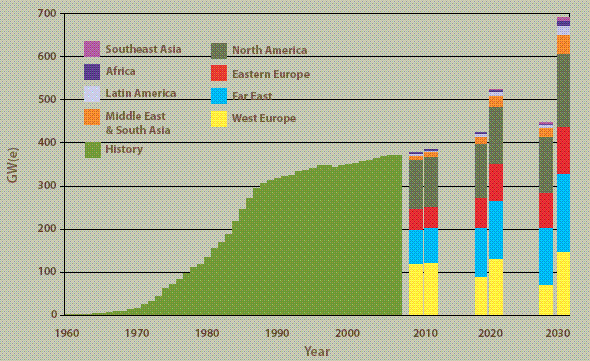 700
600
500
400
300
200
100
0
GW(e)
Southeast Asia
Africa
Latin America
Middle East
& South Asia
History
North America
Eastern Europe
Far East
West Europe
1960 1970 1980 1990 2000 2010 2020 2030
Year